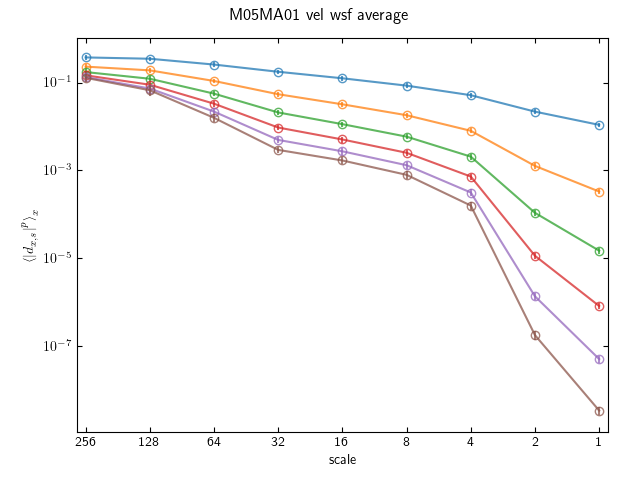 M05MA01 vel wsf average
10⁻¹
10⁻³
10⁻⁵
10⁻⁷
⟨|d_{x,s}|^p⟩_x
256 128 64 32 16 8 4 2 1
scale